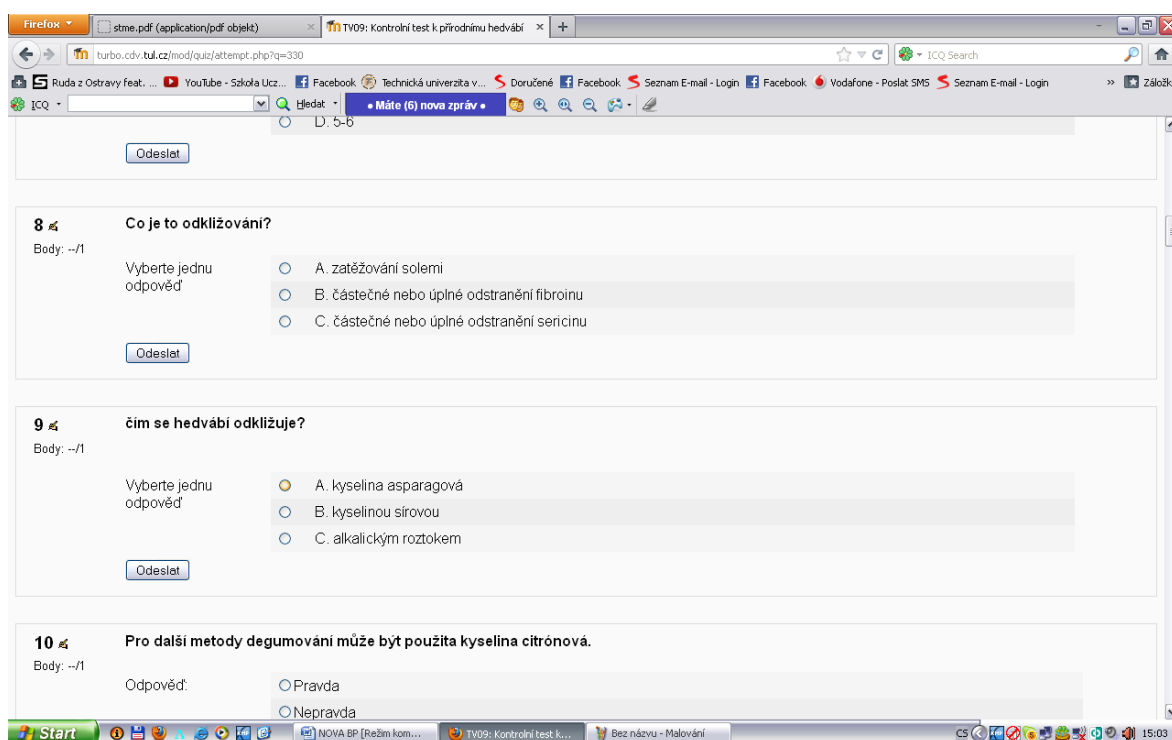 Firefox
stme.pdf (application/pdf objekt)
TV09: Kontrolní test k přírodnímu hedvábí
turbo.cdv.tul.cz/mod/quiz/attempt.php?q=330
ICQ Search
Ruda z Ostravy feat. ...
YouTube - Szkoła Ucz...
Facebook
Technická univerzita v...
Doručené
Facebook
Seznam E-mail - Login
Facebook
Vodafone - Poslat SMS
Seznam E-mail - Login
» Záložk
ICQ
Hledat
• Máte (6) nova zpráv •
D. 5-6
Odeslat
8 Co je to odkližování?
Body: --/1
Vyberte jednu
odpověď
A. zatěžování solemi
B. částečné nebo úplné odstranění fibroinu
C. částečné nebo úplné odstranění sericinu
Odeslat
9 čím se hedvábí odkližuje?
Body: --/1
Vyberte jednu
odpověď
A. kyselina asparagová
B. kyselinou sírovou
C. alkalickým roztokem
Odeslat
10 Pro další metody degumování může být použita kyselina citrónová.
Body: --/1
Odpověď:
Pravda
Nepravda
Start
NOVA BP [Režim kom...
TV09: Kontrolní test k...
Bez názvu - Malování
CS
15:03